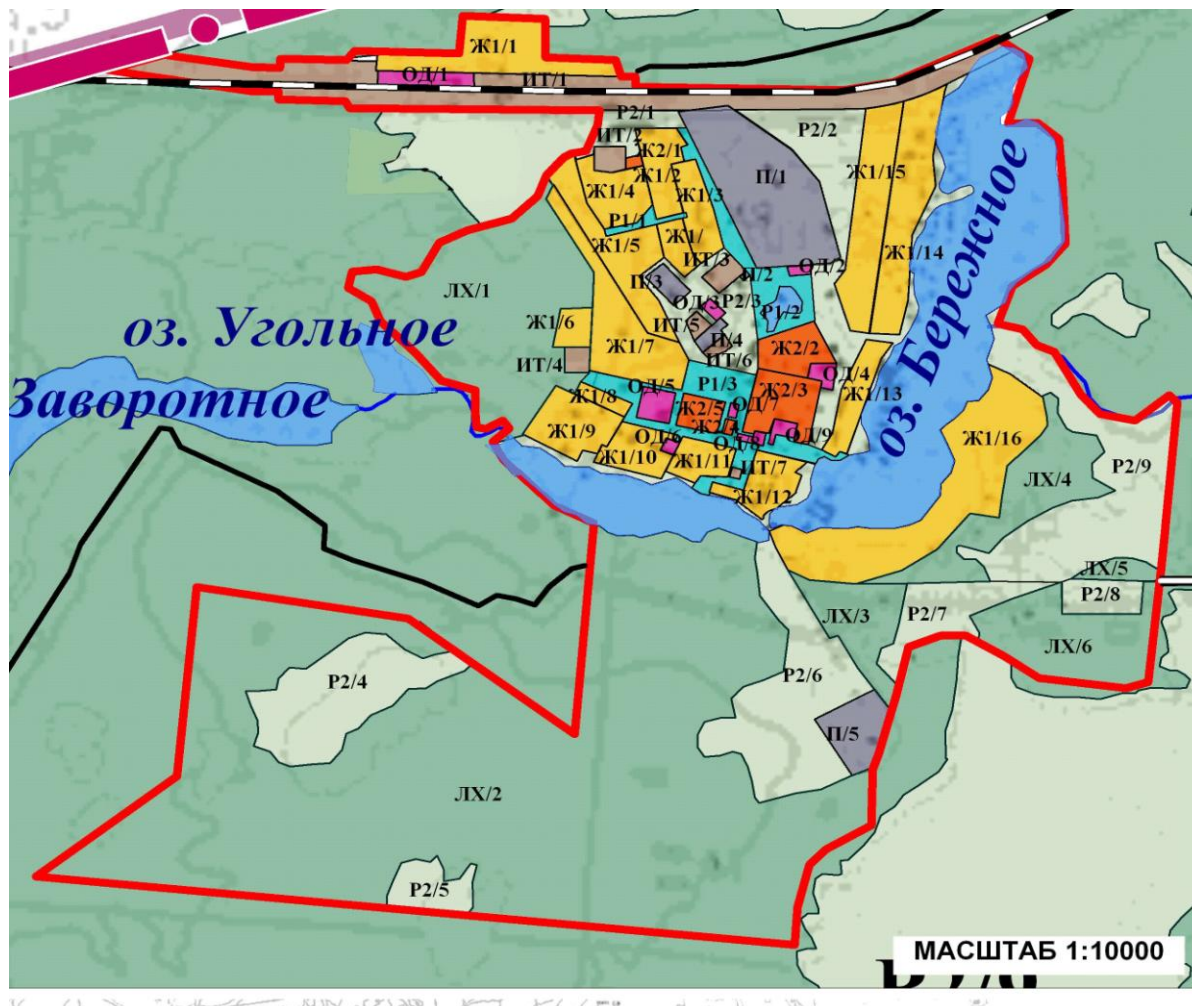 Ж1/1
ОД/1
ИТ/1
Р2/1
Р2/2
ИТ/2
Ж2/1
Ж1/2
Ж1/3
Ж1/4
П/1
Ж1/15
Р1/1
Ж1/5
Ж1/
ИТ/3
Ж1/14
П/2
ОД/2
П/3
ЛХ/1
ОД/3
Р2/3
Р1/2
оз. Бережное
оз. Угольное
Ж1/6
ИТ/5
П/4
Ж1/7
ИТ/6
Ж2/2
ИТ/4
ОД/4
ОД/5
Р1/3
Ж2/3
Ж1/13
Заворотное
Ж1/8
Ж2/5
ОД/7
Ж1/9
ОД/6
ОД/9
Ж1/16
Ж1/10
Ж1/11
ИТ/7
Р2/9
ЛХ/4
Ж1/12
ЛХ/5
Р2/8
ЛХ/3
Р2/7
ЛХ/6
Р2/4
Р2/6
П/5
ЛХ/2
Р2/5
МАСШТАБ 1:10000